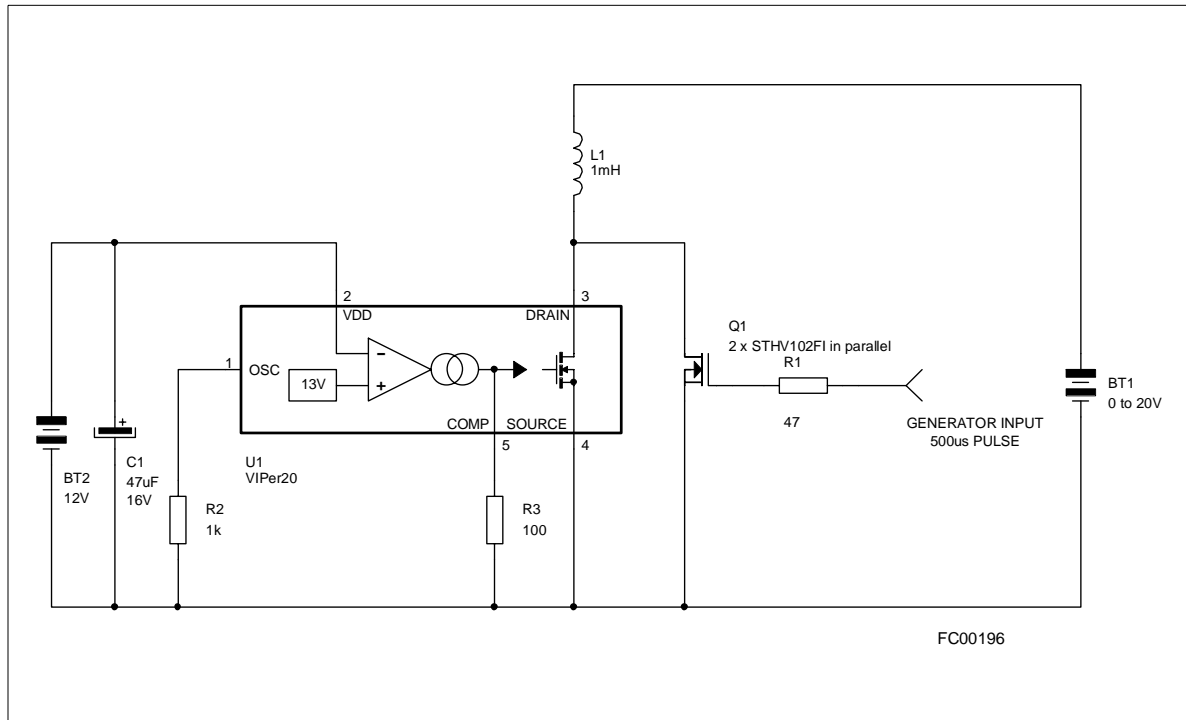 L1
1mH
2
3
VDD
DRAIN
1
OSC
13V
-
+
COMP
SOURCE
5
4
U1
VIPer20
Q1
2 x STHV102FI in parallel
R1
47
GENERATOR INPUT
500us PULSE
BT1
0 to 20V
BT2
12V
+
C1
47uF
16V
R2
1k
R3
100
FC00196